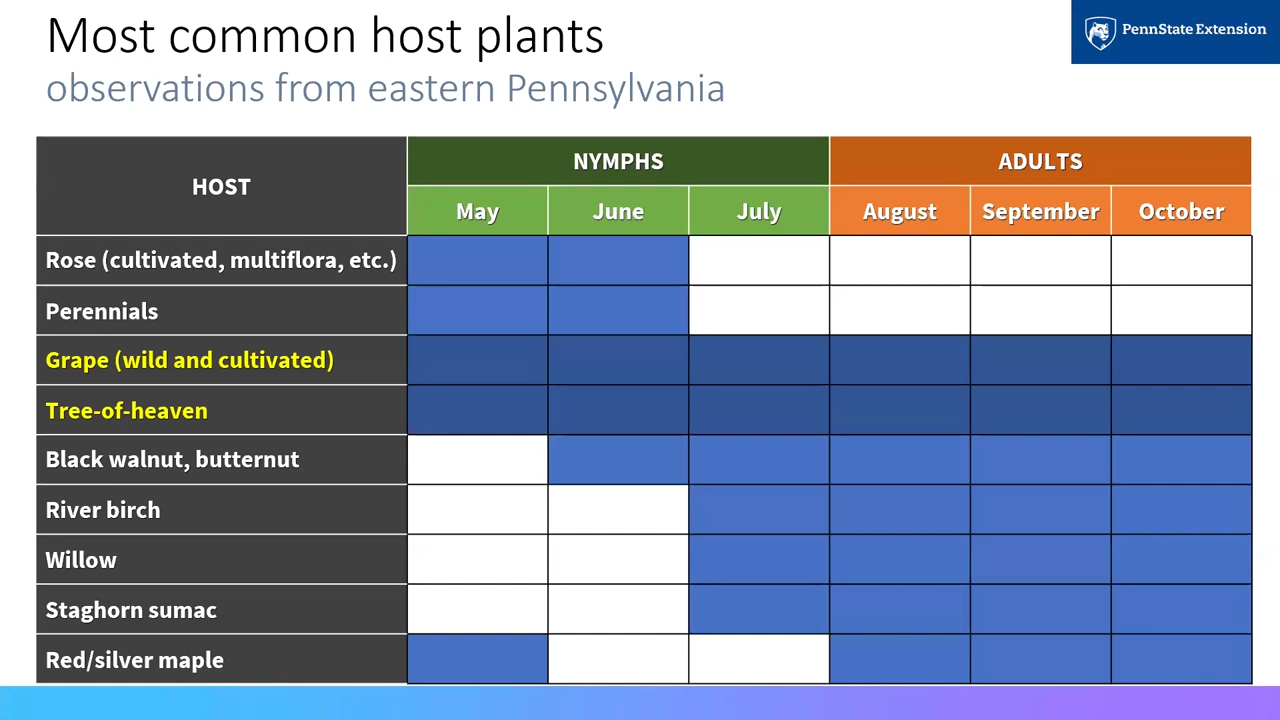 Most common host plants
PennState Extension
observations from eastern Pennsylvania
HOST
NYMPHS
ADULTS
May
June
July
August
September
October
Rose (cultivated, multiflora, etc.)
Perennials
Grape (wild and cultivated)
Tree-of-heaven
Black walnut, butternut
River birch
Willow
Staghorn sumac
Red/silver maple